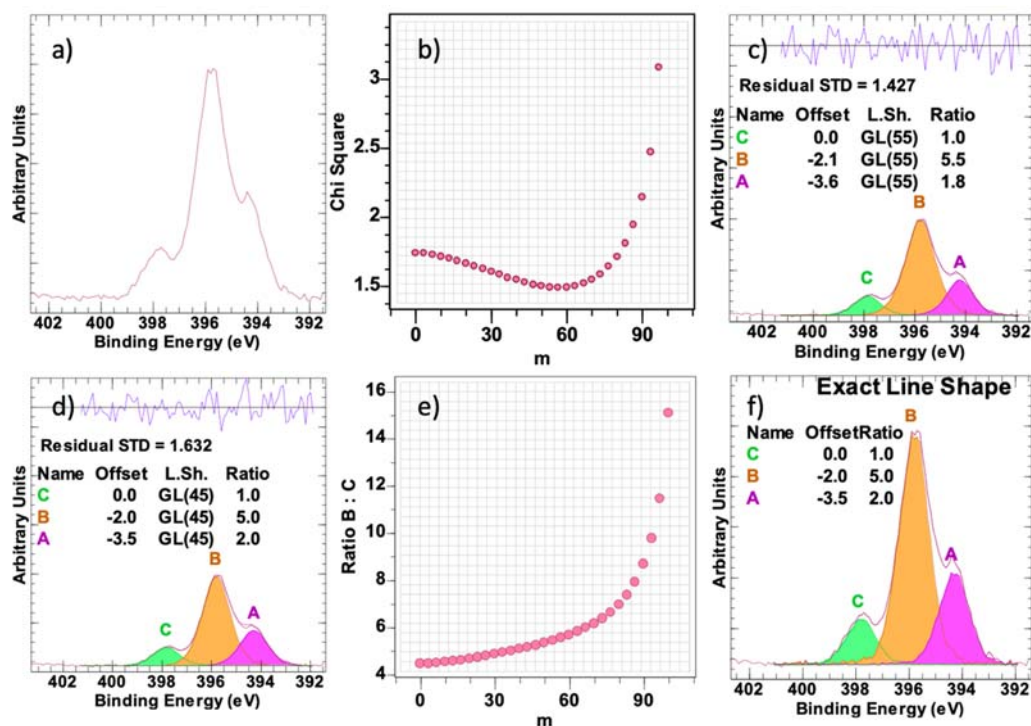 a)
Arbitrary Units
402 400 398 396 394 392
Binding Energy (eV)
b)
Chi Square
3
2.5
2
1.5
0 30 60 90
m
c)
Arbitrary Units
Residual STD = 1.427
Name Offset L.Sh. Ratio
C 0.0 GL(55) 1.0
B -2.1 GL(55) 5.5
A -3.6 GL(55) 1.8
B
A
C
402 400 398 396 394 392
Binding Energy (eV)
d)
Arbitrary Units
Residual STD = 1.632
Name Offset L.Sh. Ratio
C 0.0 GL(45) 1.0
B -2.0 GL(45) 5.0
A -3.5 GL(45) 2.0
B
A
C
402 400 398 396 394 392
Binding Energy (eV)
e)
Ratio B : C
16
14
12
10
8
6
4
0 30 60 90
m
f)
Exact Line Shape
Arbitrary Units
Name Offset Ratio
C 0.0 1.0
B -2.0 5.0
A -3.5 2.0
B
A
C
402 400 398 396 394 392
Binding Energy (eV)